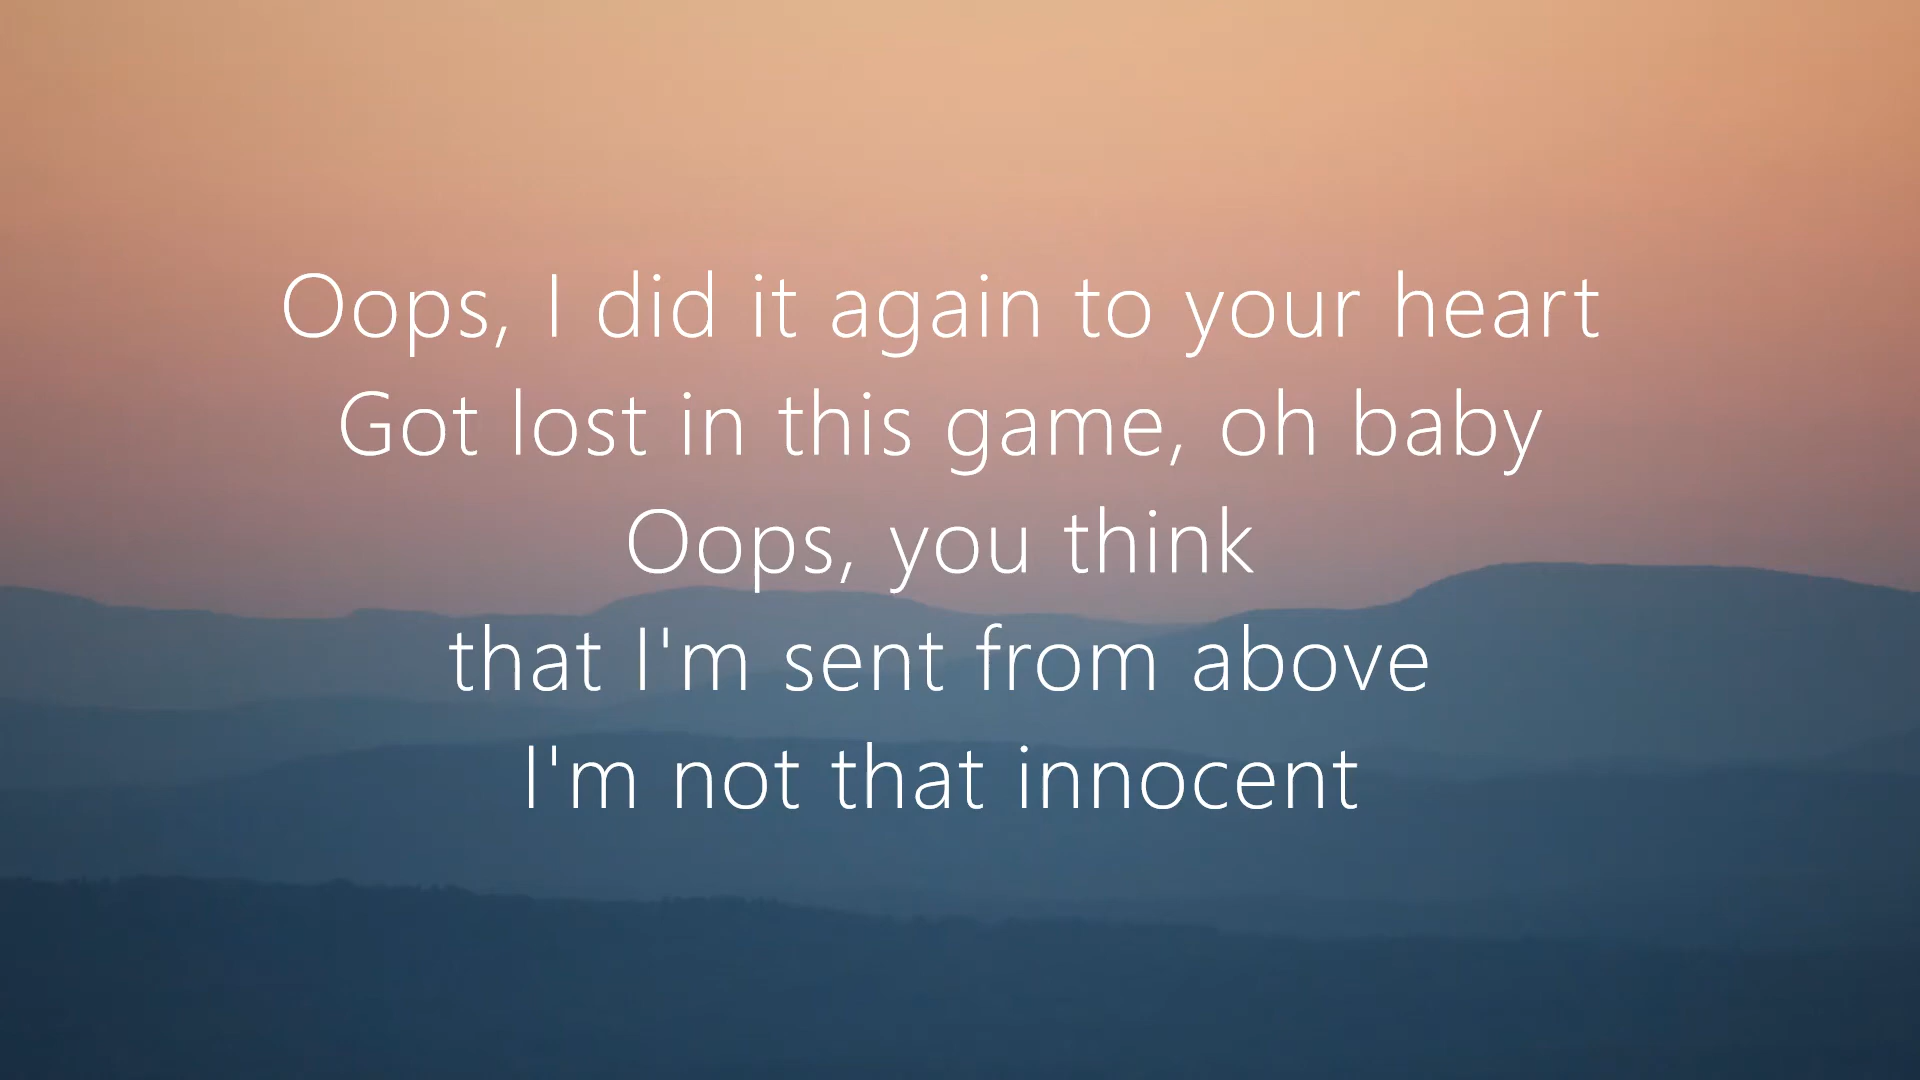 Oops, I did it again to your heart
Got lost in this game, oh baby
Oops, you think
that I'm sent from above
I'm not that innocent